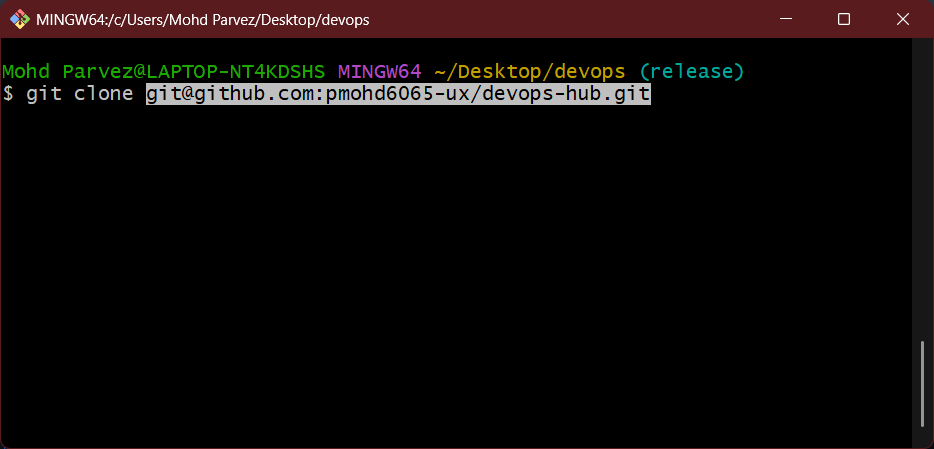 MINGW64:/c/Users/Mohd Parvez/Desktop/devops
Mohd Parvez@LAPTOP-NT4KDSHS MINGW64 ~/Desktop/devops (release)
$ git clone git@github.com:pmohd6065-ux/devops-hub.git